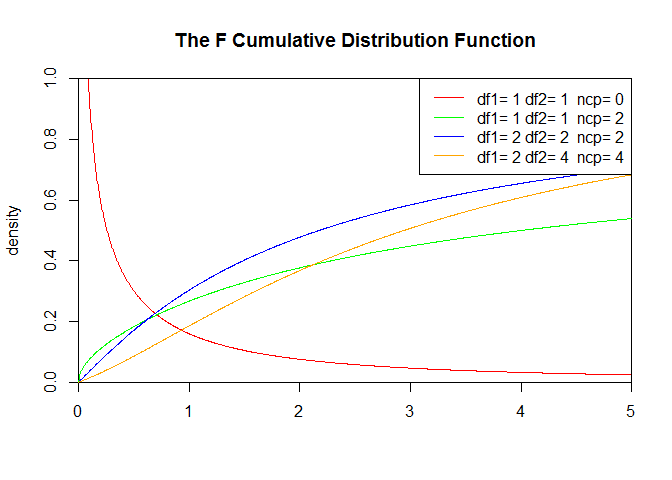 The F Cumulative Distribution Function
df1= 1 df2= 1 ncp= 0
df1= 1 df2= 1 ncp= 2
df1= 2 df2= 2 ncp= 2
df1= 2 df2= 4 ncp= 4
density
1.0
0.8
0.6
0.4
0.2
0.0
0 1 2 3 4 5